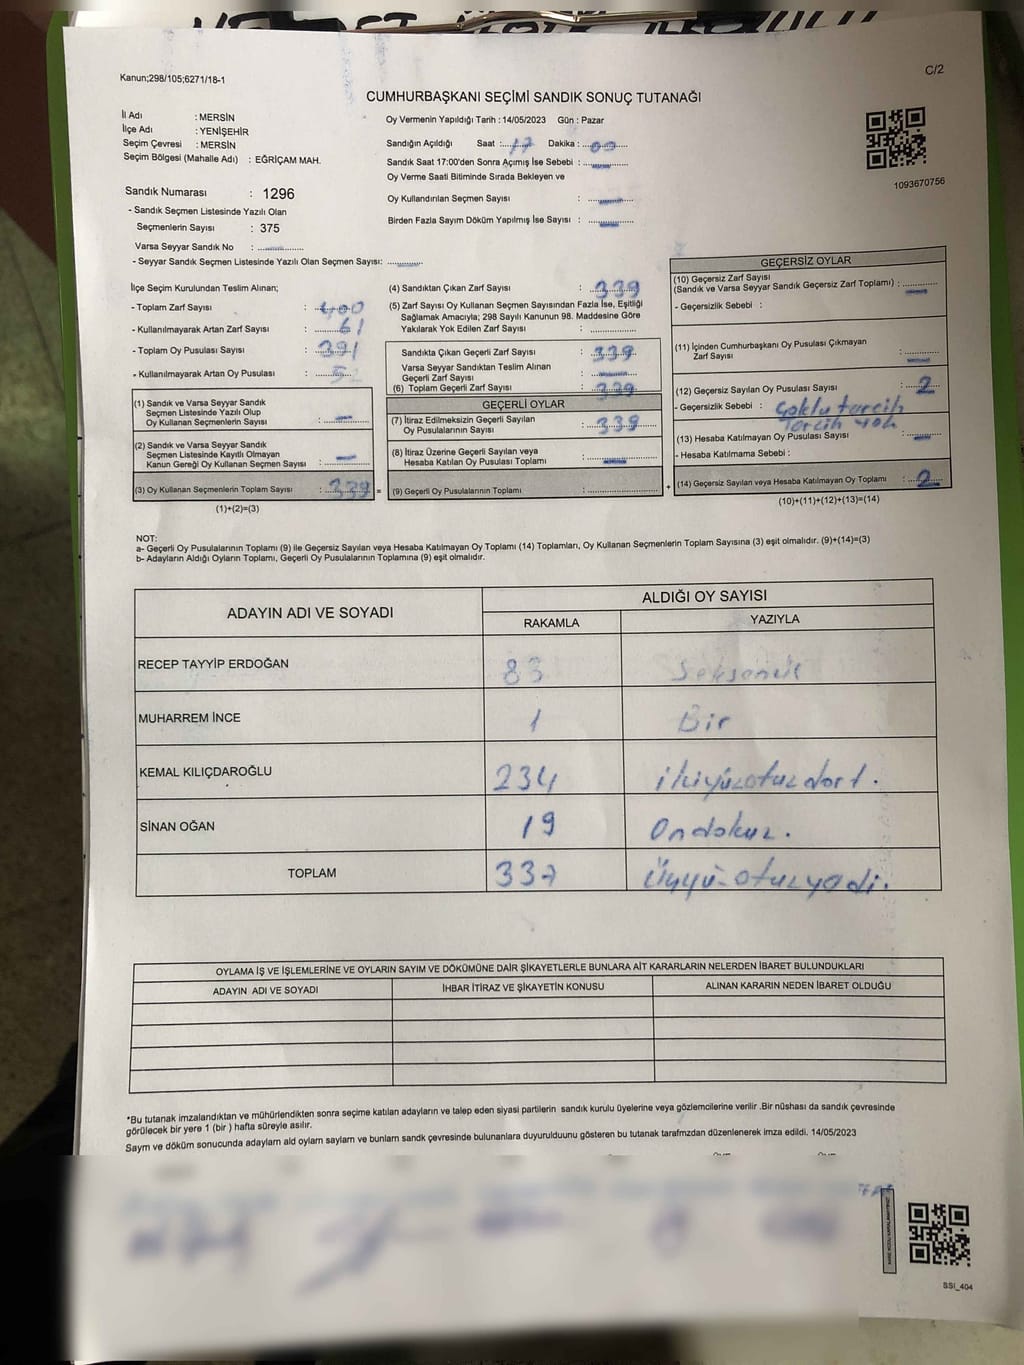 C/2
Kanun;298/105;6271/18-1
CUMHURBAŞKANI SEÇİMİ SANDIK SONUÇ TUTANAĞI
İl Adı : MERSİN
İlçe Adı : YENİŞEHİR
Seçim Çevresi : MERSİN
Seçim Bölgesi (Mahalle Adı) : EĞRİÇAM MAH.
Sandık Numarası : 1296
- Sandık Seçmen Listesinde Yazılı Olan
Seçmenlerin Sayısı : 375
Varsa Seyyar Sandık No : —
- Seyyar Sandık Seçmen Listesinde Yazılı Olan Seçmen Sayısı: —
Oy Vermenin Yapıldığı Tarih : 14/05/2023 Gün : Pazar
Sandığın Açıldığı Saat : 17 Dakika : 00
Sandık Saat 17:00'den Sonra Açımış İse Sebebi : —
Oy Verme Saati Bitiminde Sırada Bekleyen ve
Oy Kullandırılan Seçmen Sayısı : —
Birden Fazla Sayım Döküm Yapılmış İse Sayısı : —
1093670756
İlçe Seçim Kurulundan Teslim Alınan;
- Toplam Zarf Sayısı : 400
- Kullanılmayarak Artan Zarf Sayısı : 61
- Toplam Oy Pusulası Sayısı : 391
- Kullanılmayarak Artan Oy Pusulası :
(1) Sandık ve Varsa Seyyar Sandık
Seçmen Listesinde Yazılı Olup
Oy Kullanan Seçmenlerin Sayısı : —
(2) Sandık ve Varsa Seyyar Sandık
Seçmen Listesinde Kayıtlı Olmayan
Kanun Gereği Oy Kullanan Seçmen Sayısı : —
(3) Oy Kullanan Seçmenlerin Toplam Sayısı : 339 =
(1)+(2)=(3)
(4) Sandıktan Çıkan Zarf Sayısı : 339
(5) Zarf Sayısı Oy Kullanan Seçmen Sayısından Fazla İse, Eşitliği
Sağlamak Amacıyla; 298 Sayılı Kanunun 98. Maddesine Göre
Yakılarak Yok Edilen Zarf Sayısı :
Sandıkta Çıkan Geçerli Zarf Sayısı : 339
Varsa Seyyar Sandıktan Teslim Alınan
Geçerli Zarf Sayısı : —
(6) Toplam Geçerli Zarf Sayısı : 339
GEÇERLİ OYLAR
(7) İtiraz Edilmeksizin Geçerli Sayılan
Oy Pusulalarının Sayısı : 339
(8) İtiraz Üzerine Geçerli Sayılan veya
Hesaba Katılan Oy Pusulası Toplamı : —
(9) Geçerli Oy Pusulalarının Toplamı : +
GEÇERSİZ OYLAR
(10) Geçersiz Zarf Sayısı
(Sandık ve Varsa Seyyar Sandık Geçersiz Zarf Toplamı) : —
- Geçersizlik Sebebi :
(11) İçinden Cumhurbaşkanı Oy Pusulası Çıkmayan
Zarf Sayısı : —
(12) Geçersiz Sayılan Oy Pusulası Sayısı : 2
- Geçersizlik Sebebi : Çoklu tercih
Tercih yok
(13) Hesaba Katılmayan Oy Pusulası Sayısı : —
- Hesaba Katılmama Sebebi :
(14) Geçersiz Sayılan veya Hesaba Katılmayan Oy Toplamı : 2
(10)+(11)+(12)+(13)=(14)
NOT:
a- Geçerli Oy Pusulalarının Toplamı (9) ile Geçersiz Sayılan veya Hesaba Katılmayan Oy Toplamı (14) Toplamları, Oy Kullanan Seçmenlerin Toplam Sayısına (3) eşit olmalıdır. (9)+(14)=(3)
b- Adayların Aldığı Oyların Toplamı, Geçerli Oy Pusulalarının Toplamına (9) eşit olmalıdır.
ADAYIN ADI VE SOYADI ALDIĞI OY SAYISI
RAKAMLA YAZIYLA
RECEP TAYYİP ERDOĞAN 83
MUHARREM İNCE 1 Bir
KEMAL KILIÇDAROĞLU 234 ikiyüzotuzdört.
SİNAN OĞAN 19 Ondokuz.
TOPLAM 337 Üçyüzotuzyedi.
OYLAMA İŞ VE İŞLEMLERİNE VE OYLARIN SAYIM VE DÖKÜMÜNE DAİR ŞİKAYETLERLE BUNLARA AİT KARARLARIN NELERDEN İBARET BULUNDUKLARI
ADAYIN ADI VE SOYADI İHBAR İTİRAZ VE ŞİKAYETİN KONUSU ALINAN KARARIN NEDEN İBARET OLDUĞU
*Bu tutanak imzalandıktan ve mühürlendikten sonra seçime katılan adayların ve talep eden siyasi partilerin sandık kurulu üyelerine veya gözlemcilerine verilir .Bir nüshası da sandık çevresinde
görülecek bir yere 1 (bir ) hafta süreyle asılır.
Sayım ve döküm sonucunda adayların ald oyların sayların ve bunların sandık çevresinde bulunanlara duyurulduunu gösteren bu tutanak tarafmzdan düzenlenerek imza edildi. 14/05/2023
SSI_404